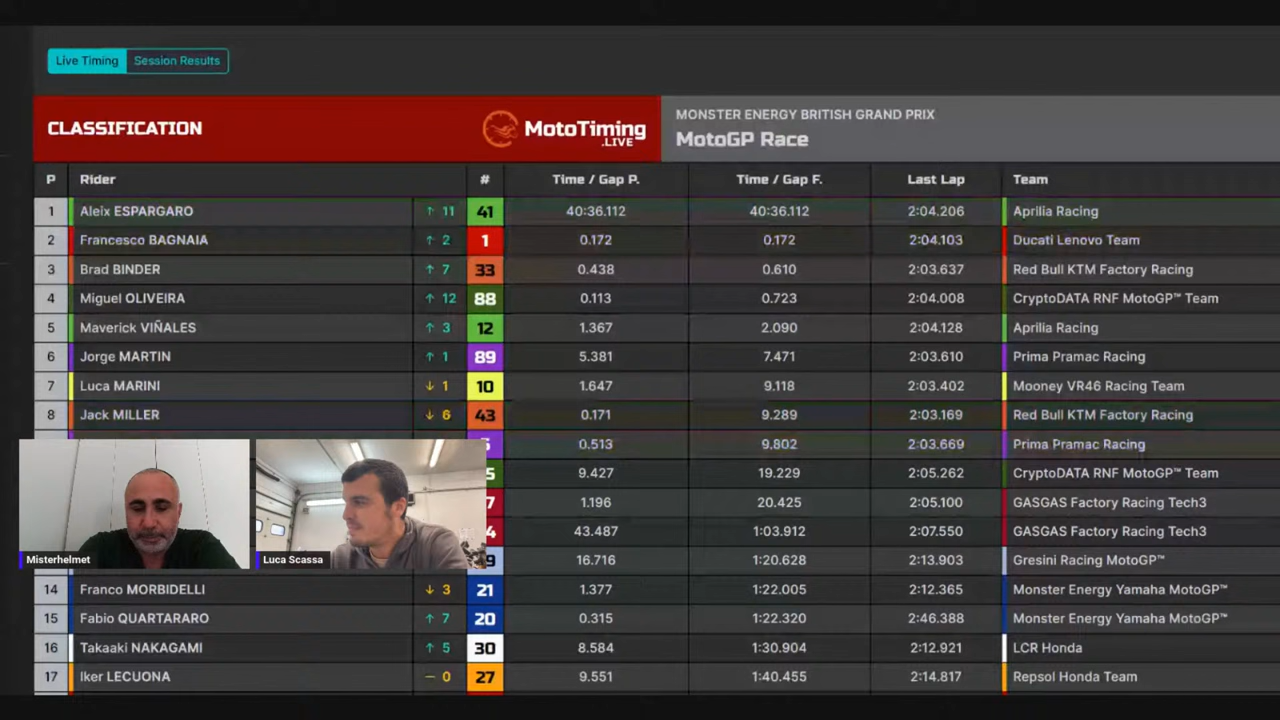 Live Timing Session Results
CLASSIFICATION MotoTiming .LIVE MONSTER ENERGY BRITISH GRAND PRIX
MotoGP Race
P Rider # Time / Gap P. Time / Gap F. Last Lap Team
1 Aleix ESPARGARO ↑ 11 41 40:36.112 40:36.112 2:04.206 Aprilia Racing
2 Francesco BAGNAIA ↑ 2 1 0.172 0.172 2:04.103 Ducati Lenovo Team
3 Brad BINDER ↑ 7 33 0.438 0.610 2:03.637 Red Bull KTM Factory Racing
4 Miguel OLIVEIRA ↑ 12 88 0.113 0.723 2:04.008 CryptoDATA RNF MotoGP™ Team
5 Maverick VIÑALES ↑ 3 12 1.367 2.090 2:04.128 Aprilia Racing
6 Jorge MARTIN ↑ 1 89 5.381 7.471 2:03.610 Prima Pramac Racing
7 Luca MARINI ↓ 1 10 1.647 9.118 2:03.402 Mooney VR46 Racing Team
8 Jack MILLER ↓ 6 43 0.171 9.289 2:03.169 Red Bull KTM Factory Racing
0.513 9.802 2:03.669 Prima Pramac Racing
5 9.427 19.229 2:05.262 CryptoDATA RNF MotoGP™ Team
7 1.196 20.425 2:05.100 GASGAS Factory Racing Tech3
4 43.487 1:03.912 2:07.550 GASGAS Factory Racing Tech3
9 16.716 1:20.628 2:13.903 Gresini Racing MotoGP™
Misterhelmet Luca Scassa
14 Franco MORBIDELLI ↓ 3 21 1.377 1:22.005 2:12.365 Monster Energy Yamaha MotoGP™
15 Fabio QUARTARARO ↑ 7 20 0.315 1:22.320 2:46.388 Monster Energy Yamaha MotoGP™
16 Takaaki NAKAGAMI ↑ 5 30 8.584 1:30.904 2:12.921 LCR Honda
17 Iker LECUONA – 0 27 9.551 1:40.455 2:14.817 Repsol Honda Team